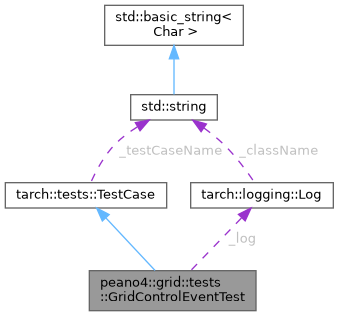 std::basic_string<
Char >
std::string
_testCaseName
_className
tarch::tests::TestCase
tarch::logging::Log
_log
peano4::grid::tests
::GridControlEventTest